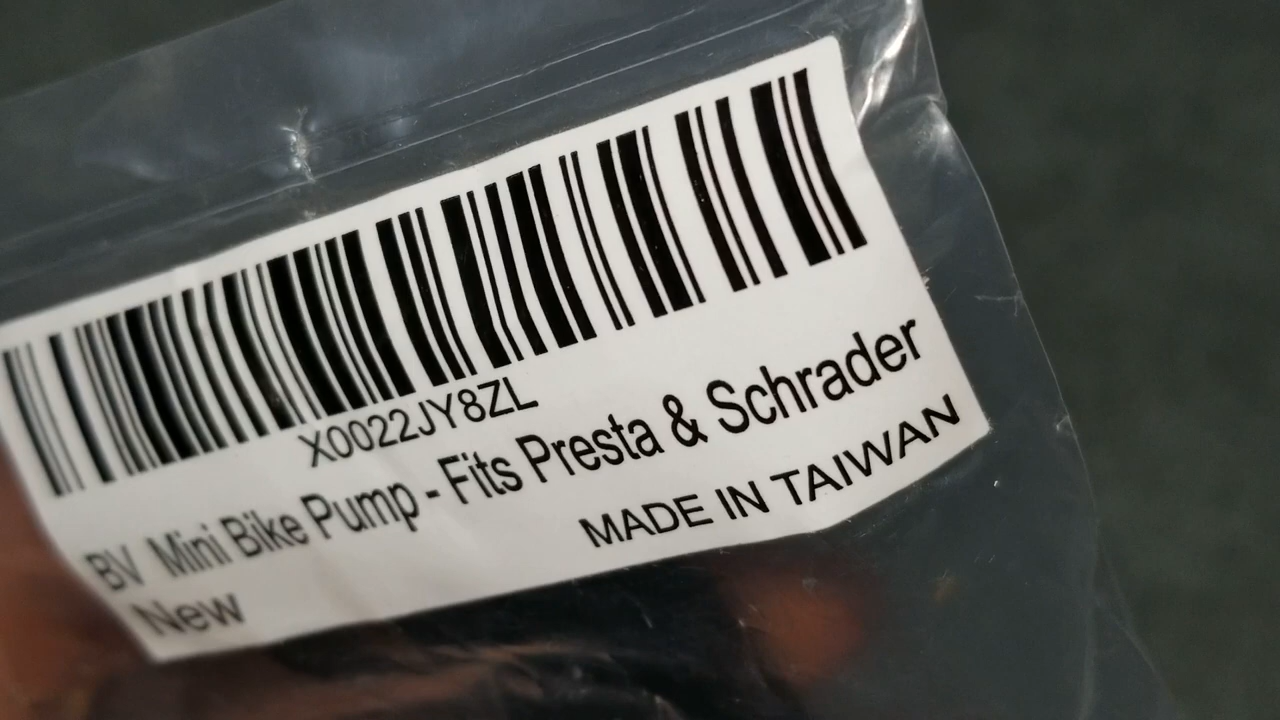 X0022JY8ZL
BV Mini Bike Pump - Fits Presta & Schrader
New
MADE IN TAIWAN